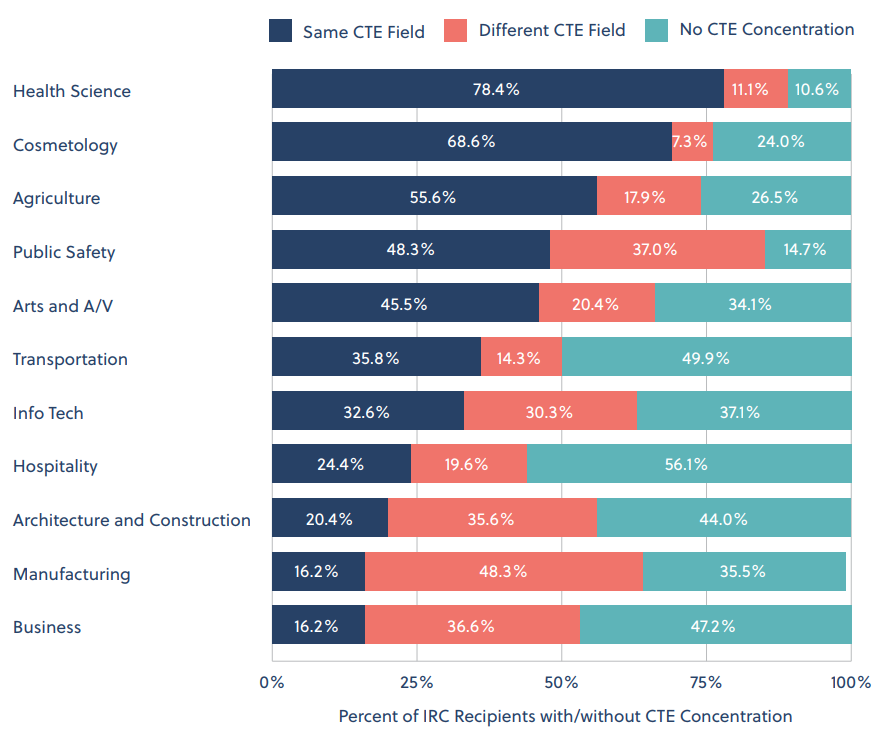 Same CTE Field Different CTE Field No CTE Concentration
Health Science 78.4% 11.1% 10.6%
Cosmetology 68.6% 7.3% 24.0%
Agriculture 55.6% 17.9% 26.5%
Public Safety 48.3% 37.0% 14.7%
Arts and A/V 45.5% 20.4% 34.1%
Transportation 35.8% 14.3% 49.9%
Info Tech 32.6% 30.3% 37.1%
Hospitality 24.4% 19.6% 56.1%
Architecture and Construction 20.4% 35.6% 44.0%
Manufacturing 16.2% 48.3% 35.5%
Business 16.2% 36.6% 47.2%
0% 25% 50% 75% 100%
Percent of IRC Recipients with/without CTE Concentration